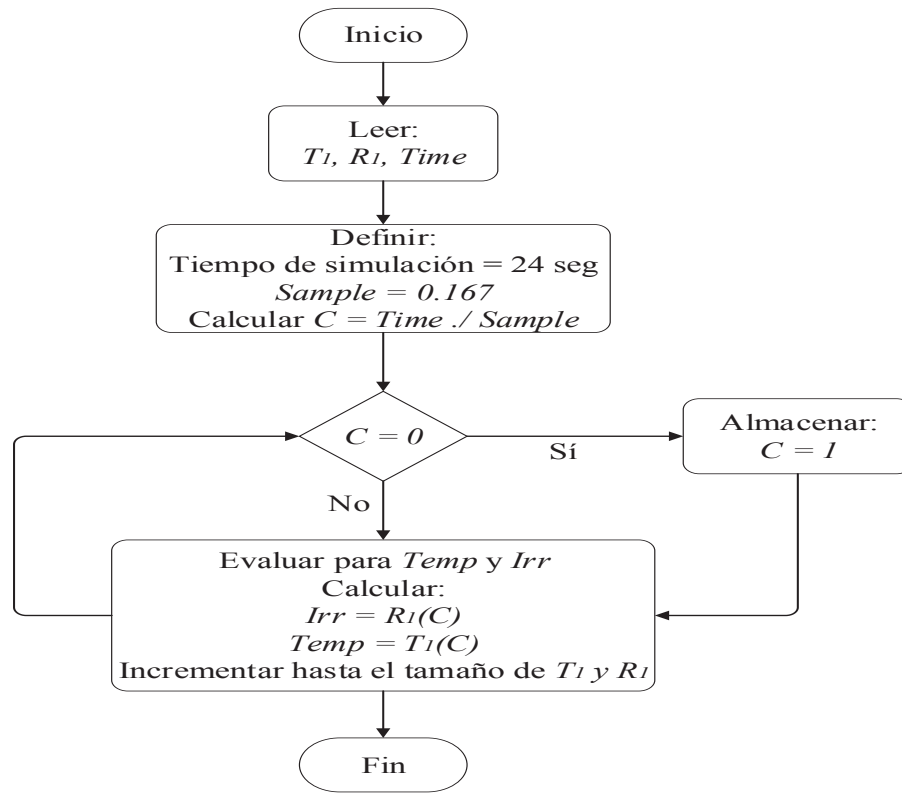 Inicio
Leer:
T1, R1, Time
Definir:
Tiempo de simulación = 24 seg
Sample = 0.167
Calcular C = Time ./ Sample
C = 0
Sí
Almacenar:
C = 1
No
Evaluar para Temp y Irr
Calcular:
Irr = R1(C)
Temp = T1(C)
Incrementar hasta el tamaño de T1 y R1
Fin